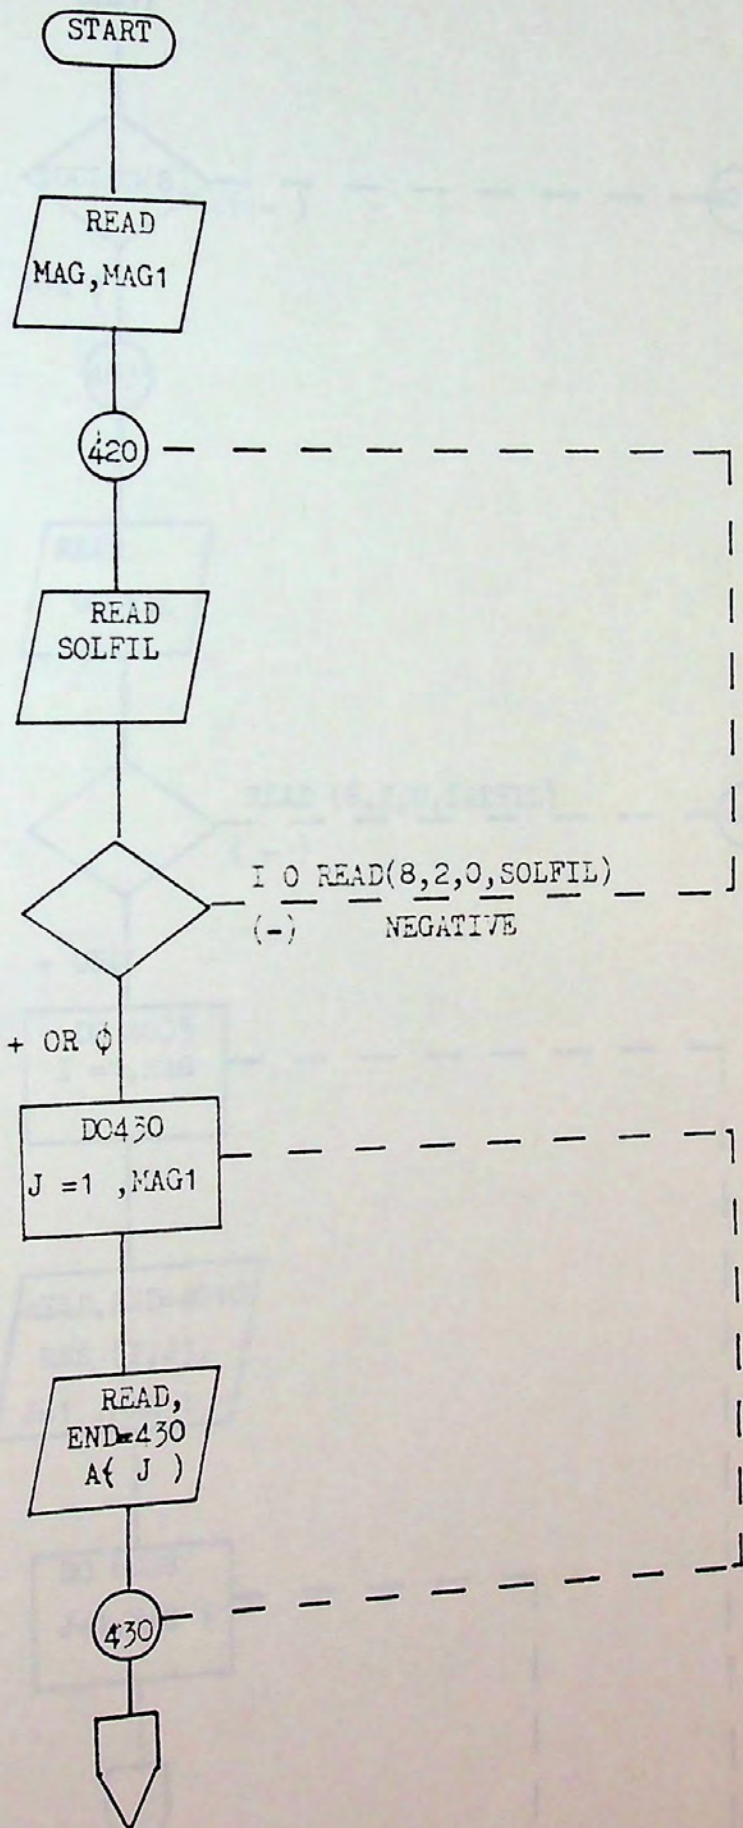 START
READ
MAG,MAG1
420
READ
SOLFIL
I O READ(8,2,0,SOLFIL)
(-) NEGATIVE
+ OR ϕ
DO430
J =1 ,MAG1
READ,
END=430
A( J )
430